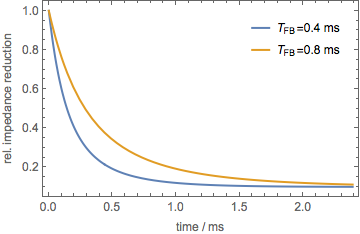 rel. impedance reduction
1.0
0.8
0.6
0.4
0.2
T_FB=0.4 ms
T_FB=0.8 ms
0.0 0.5 1.0 1.5 2.0
time / ms